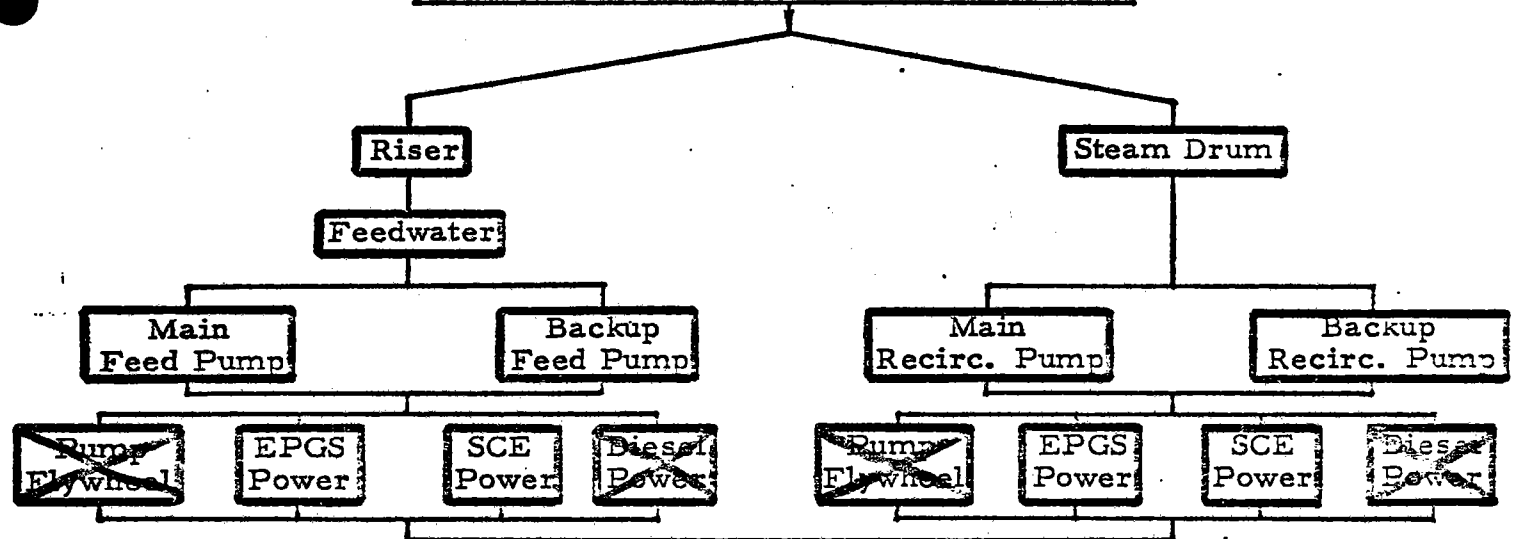 Riser
Steam Drum
Feedwater
Main
Feed Pump
Backup
Feed Pump
Main
Recirc. Pump
Backup
Recirc. Pump
Pump
Flywheel
EPGS
Power
SCE
Power
Diesel
Power
Pump
Flywheel
EPGS
Power
SCE
Power
Diesel
Power